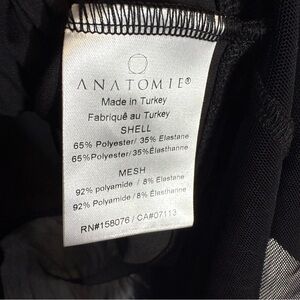 ANATOMIE®
Made in Turkey
Fabriquê au Turkey
SHELL
65% Polyester/ 35% Elastane
65%Polyester/35%Élasthanne
MESH
92% polyamide / 8% Elastane
92% Polyamide / 8% Élasthanne
RN#158076 / CA#07113